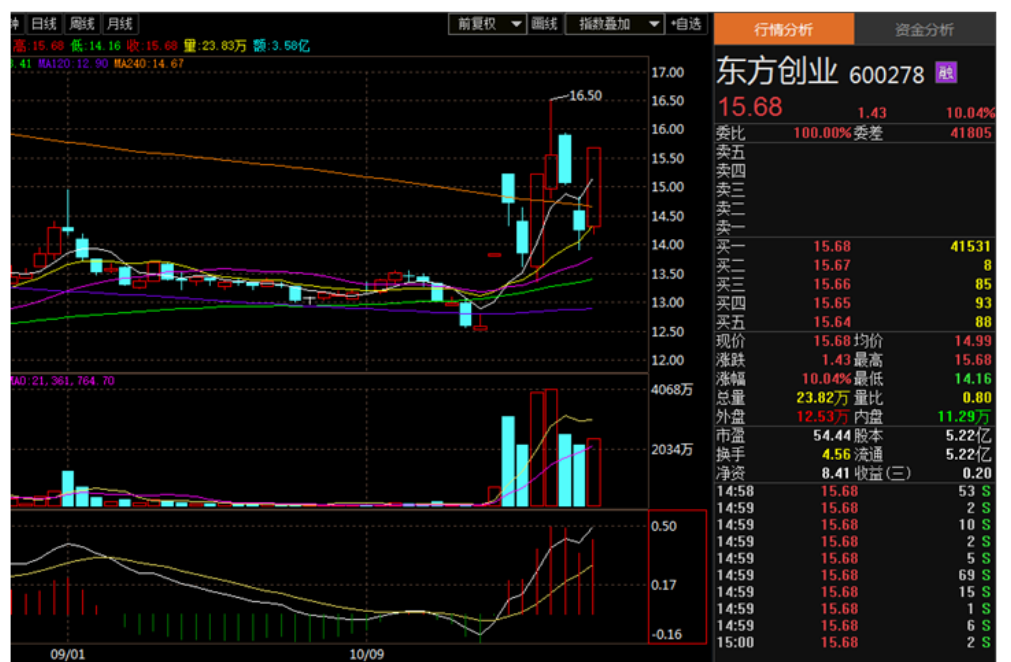 钟 日线 周线 月线 前复权 画线 指数叠加 +自选
高:15.68 低:14.16 收:15.68 量:23.83万 额:3.58亿
.41 MA120:12.90 MA240:14.67
17.00
16.50
16.50
16.00
15.50
15.00
14.50
14.00
13.50
13.00
12.50
12.00
MA0:21,361,764.70
4068万
2034万
0.50
0.17
-0.16
09/01 10/09
行情分析 资金分析
东方创业 600278 融
15.68 1.43 10.04%
委比 100.00% 委差 41805
卖五
卖四
卖三
卖二
卖一
买一 15.68 41531
买二 15.67 8
买三 15.66 85
买四 15.65 93
买五 15.64 88
现价 15.68 均价 14.99
涨跌 1.43 最高 15.68
涨幅 10.04% 最低 14.16
总量 23.82万 量比 0.80
外盘 12.53万 内盘 11.29万
市盈 54.44 股本 5.22亿
换手 4.56 流通 5.22亿
净资 8.41 收益(三) 0.20
14:58 15.68 53 S
14:59 15.68 2 S
14:59 15.68 10 S
14:59 15.68 2 S
14:59 15.68 5 S
14:59 15.68 69 S
14:59 15.68 15 S
14:59 15.68 1 S
14:59 15.68 6 S
15:00 15.68 2 S